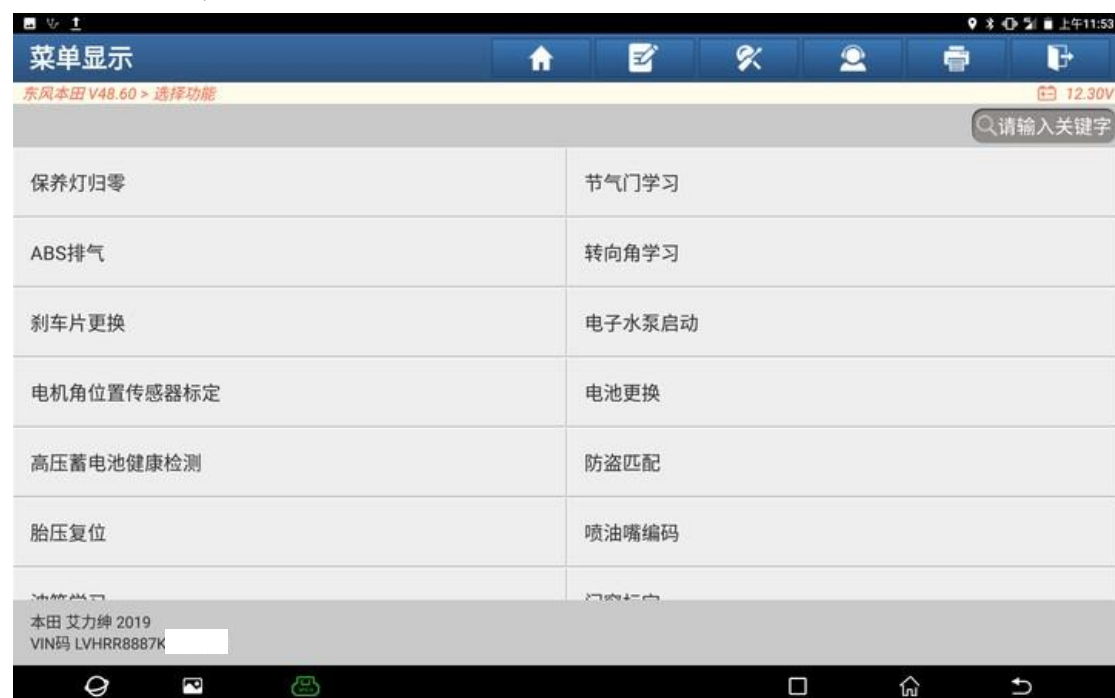 上午11:53
菜单显示
东风本田 V48.60 > 选择功能
12.30V
请输入关键字
保养灯归零
节气门学习
ABS排气
转向角学习
刹车片更换
电子水泵启动
电机角位置传感器标定
电池更换
高压蓄电池健康检测
防盗匹配
胎压复位
喷油嘴编码
本田 艾力绅 2019
VIN码 LVHRR8887K